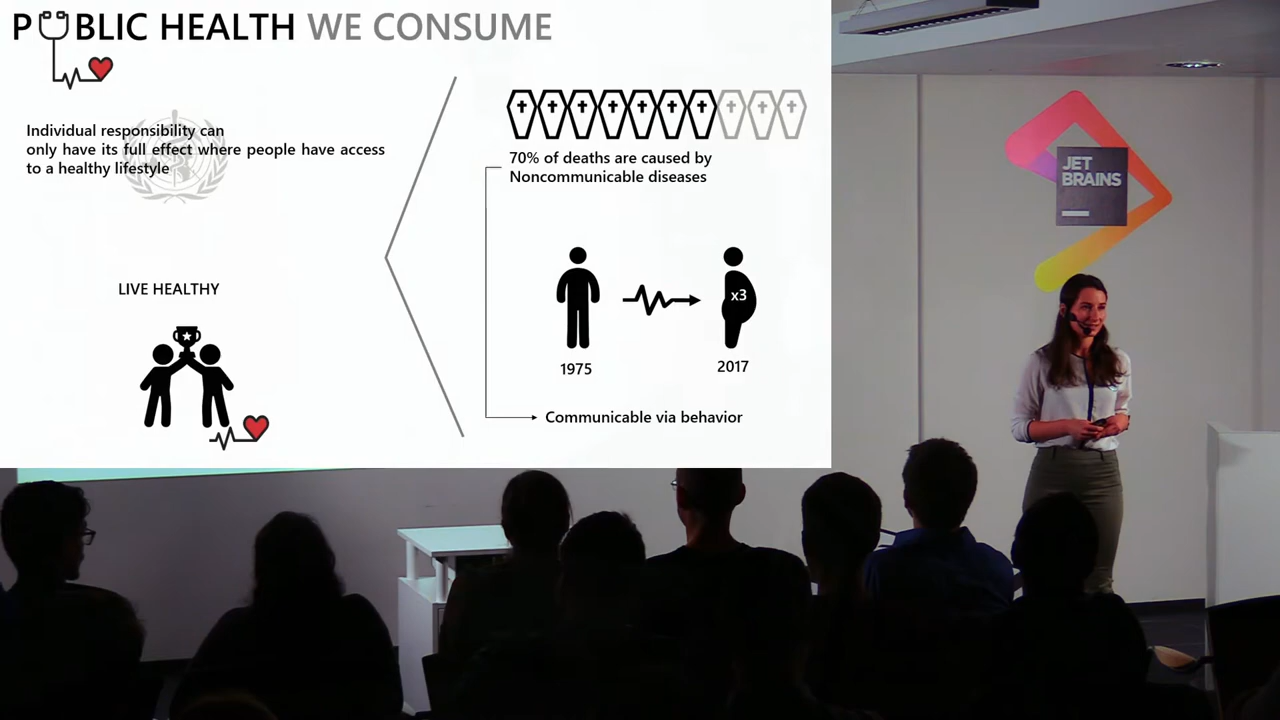 PUBLIC HEALTH WE CONSUME
Individual responsibility can
only have its full effect where people have access
to a healthy lifestyle
LIVE HEALTHY
70% of deaths are caused by
Noncommunicable diseases
x3
1975
2017
Communicable via behavior
JET
BRAINS